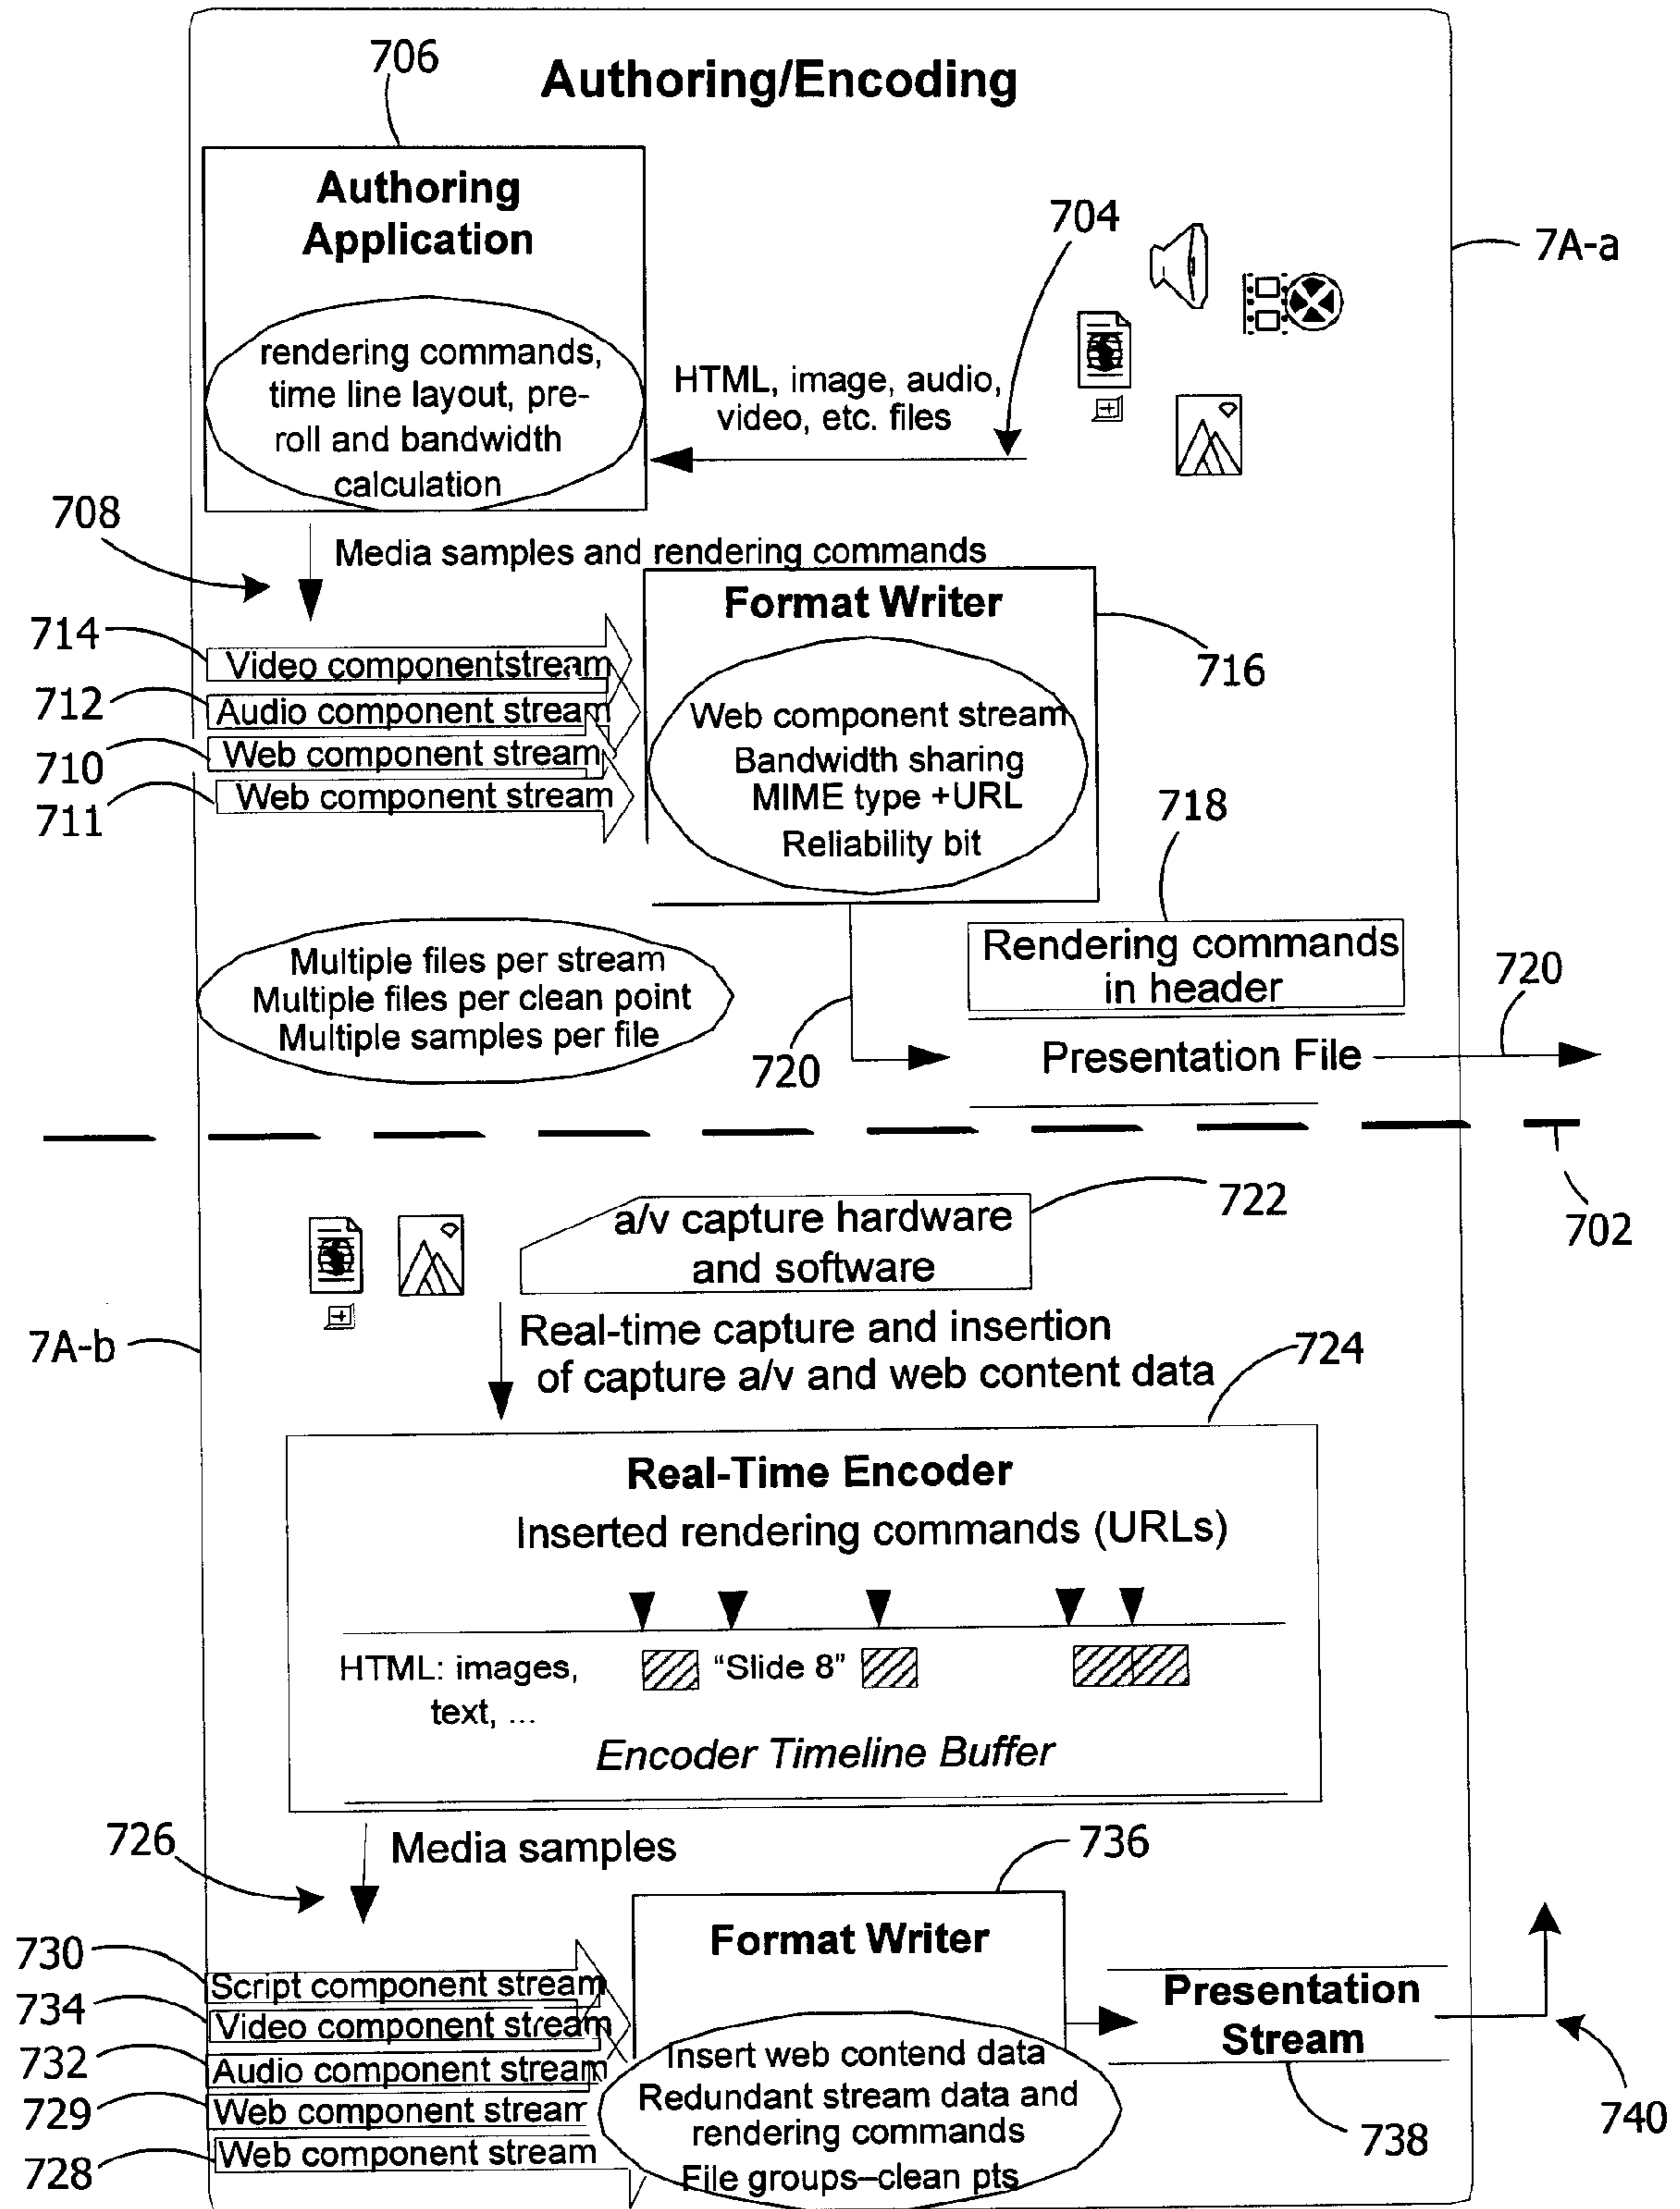 706
Authoring/Encoding
Authoring
Application
rendering commands,
time line layout, pre-
roll and bandwidth
calculation
704
7A-a
HTML, image, audio,
video, etc. files
708
Media samples and rendering commands
714
Video componentstream
712
Audio component stream
710
Web component stream
711
Web component stream
Format Writer
716
Web component stream
Bandwidth sharing
MIME type +URL
Reliability bit
718
Rendering commands
in header
Multiple files per stream
Multiple files per clean point
Multiple samples per file
720
Presentation File
720
702
a/v capture hardware
and software
722
7A-b
Real-time capture and insertion
of capture a/v and web content data
724
Real-Time Encoder
Inserted rendering commands (URLs)
HTML: images,
text, ...
“Slide 8”
Encoder Timeline Buffer
726
Media samples
736
730
Script component stream
734
Video component stream
732
Audio component stream
729
Web component stream
728
Web component stream
Format Writer
Insert web contend data
Redundant stream data and
rendering commands
File groups–clean pts
Presentation
Stream
738
740